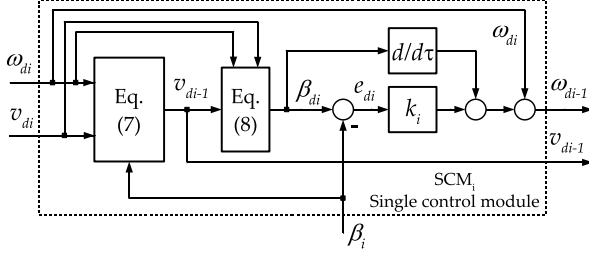 ω_di
ω_di
d/dτ
v_di-1
β_di
e_di
ω_di-1
Eq.
(7)
Eq.
(8)
k_i
v_di
-
v_di-1
SCM_i
Single control module
β_i